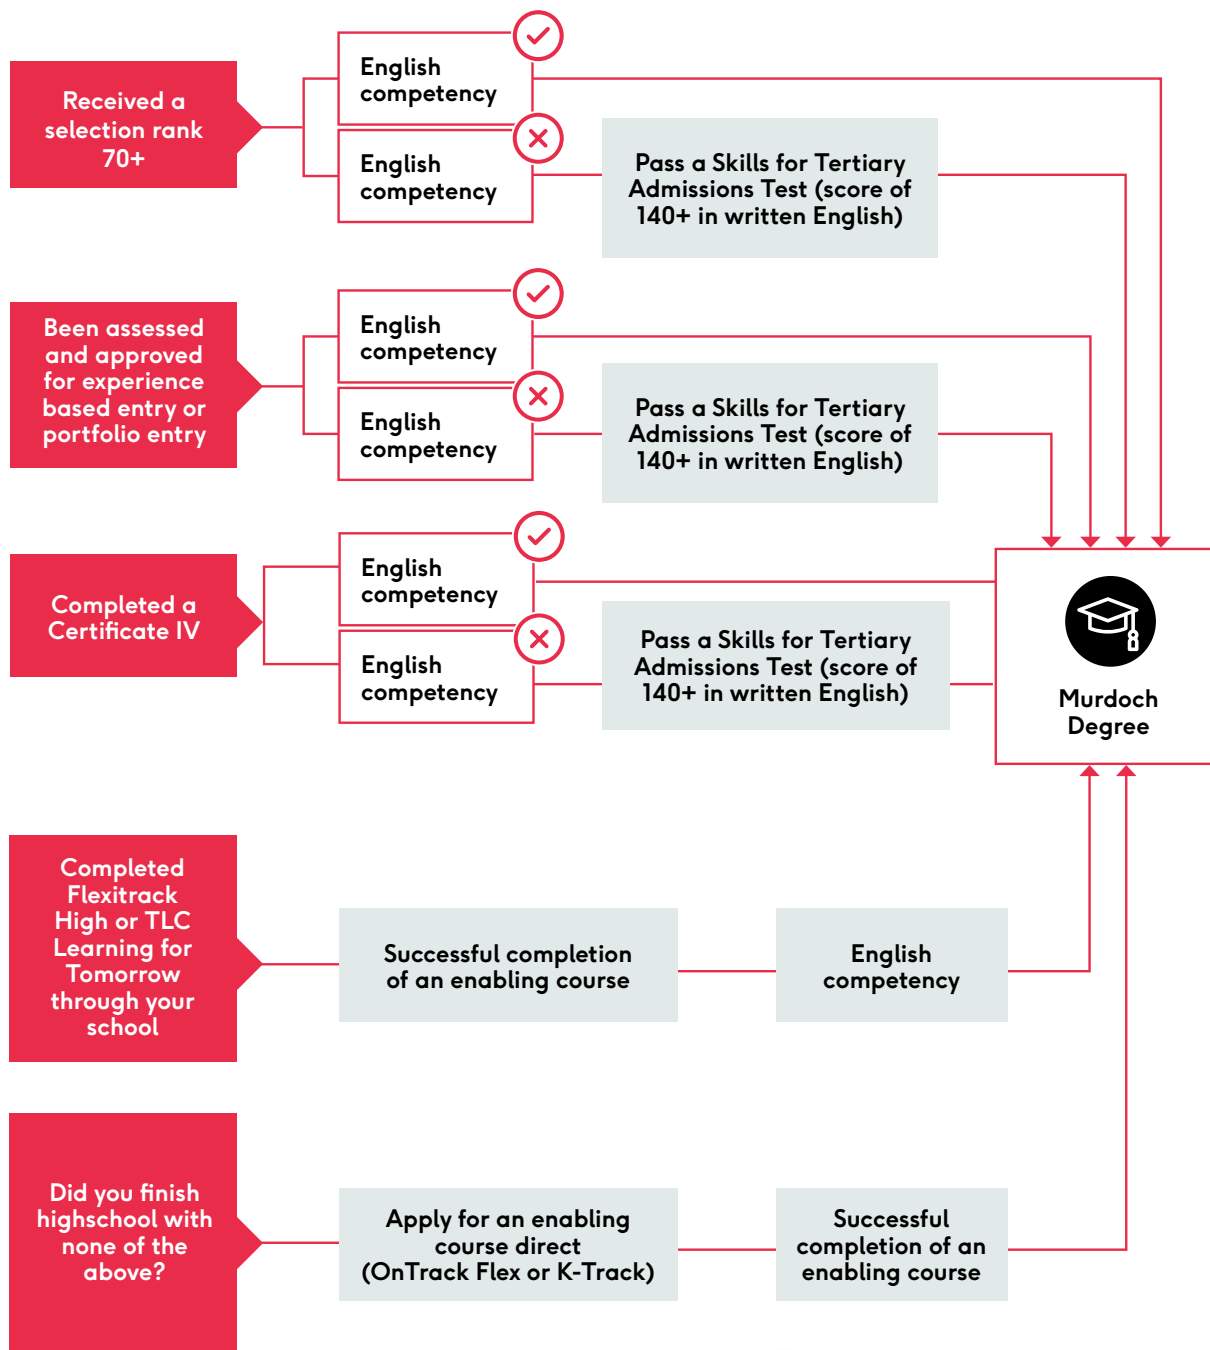 Received a
selection rank
70+
English
competency
English
competency
Pass a Skills for Tertiary
Admissions Test (score of
140+ in written English)
Been assessed
and approved
for experience
based entry or
portfolio entry
English
competency
English
competency
Pass a Skills for Tertiary
Admissions Test (score of
140+ in written English)
Completed a
Certificate IV
English
competency
English
competency
Pass a Skills for Tertiary
Admissions Test (score of
140+ in written English)
Murdoch
Degree
Completed
Flexitrack
High or TLC
Learning for
Tomorrow
through your
school
Successful completion
of an enabling course
English
competency
Did you finish
highschool with
none of the
above?
Apply for an enabling
course direct
(OnTrack Flex or K-Track)
Successful
completion of an
enabling course